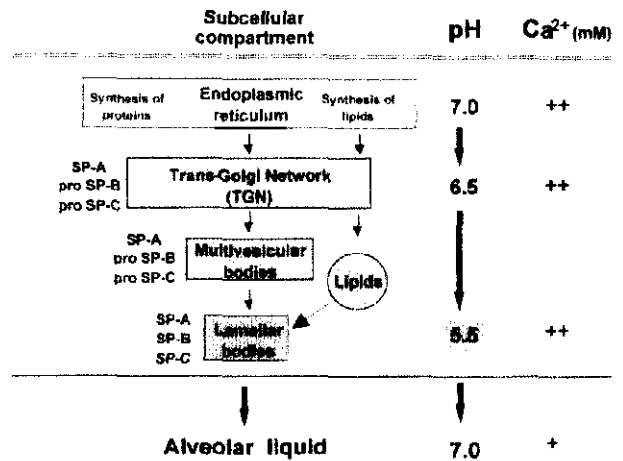 Subcellular
compartment
pH
Ca²⁺ (mM)
Synthesis of
proteins
Endoplasmic
reticulum
Synthesis of
lipids
7.0
++
SP-A
pro SP-B
pro SP-C
Trans-Golgi Network
(TGN)
6.5
++
SP-A
pro SP-B
pro SP-C
Multivesicular
bodies
Lipids
SP-A
SP-B
SP-C
Lamellar
bodies
5.5
++
Alveolar liquid
7.0
+